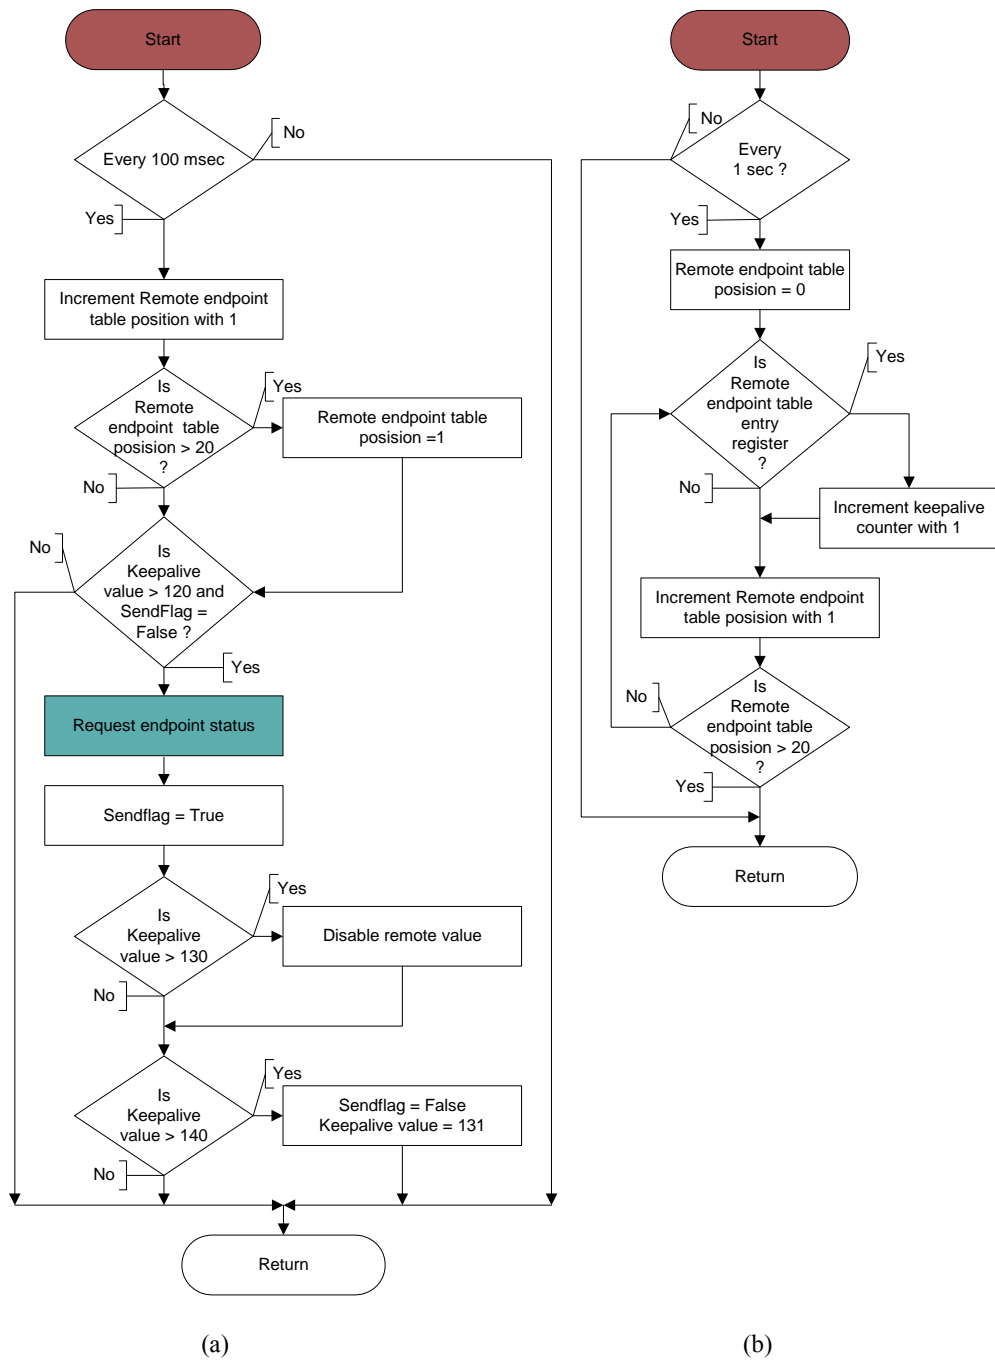 Start
Every 100 msec
No
Yes
Increment Remote endpoint
table position with 1
Is
Remote
endpoint table
posision > 20
?
Yes
Remote endpoint table
posision =1
No
Is
Keepalive
value > 120 and
SendFlag =
False ?
No
Yes
Request endpoint status
Sendflag = True
Is
Keepalive
value > 130
Yes
Disable remote value
No
Is
Keepalive
value > 140
Yes
Sendflag = False
Keepalive value = 131
No
Return
(a)
Start
No
Every
1 sec ?
Yes
Remote endpoint table
posision = 0
Is
Remote
endpoint table
entry
register
?
Yes
No
Increment keepalive
counter with 1
Increment Remote endpoint
table posision with 1
Is
Remote
endpoint table
posision > 20
?
No
Yes
Return
(b)